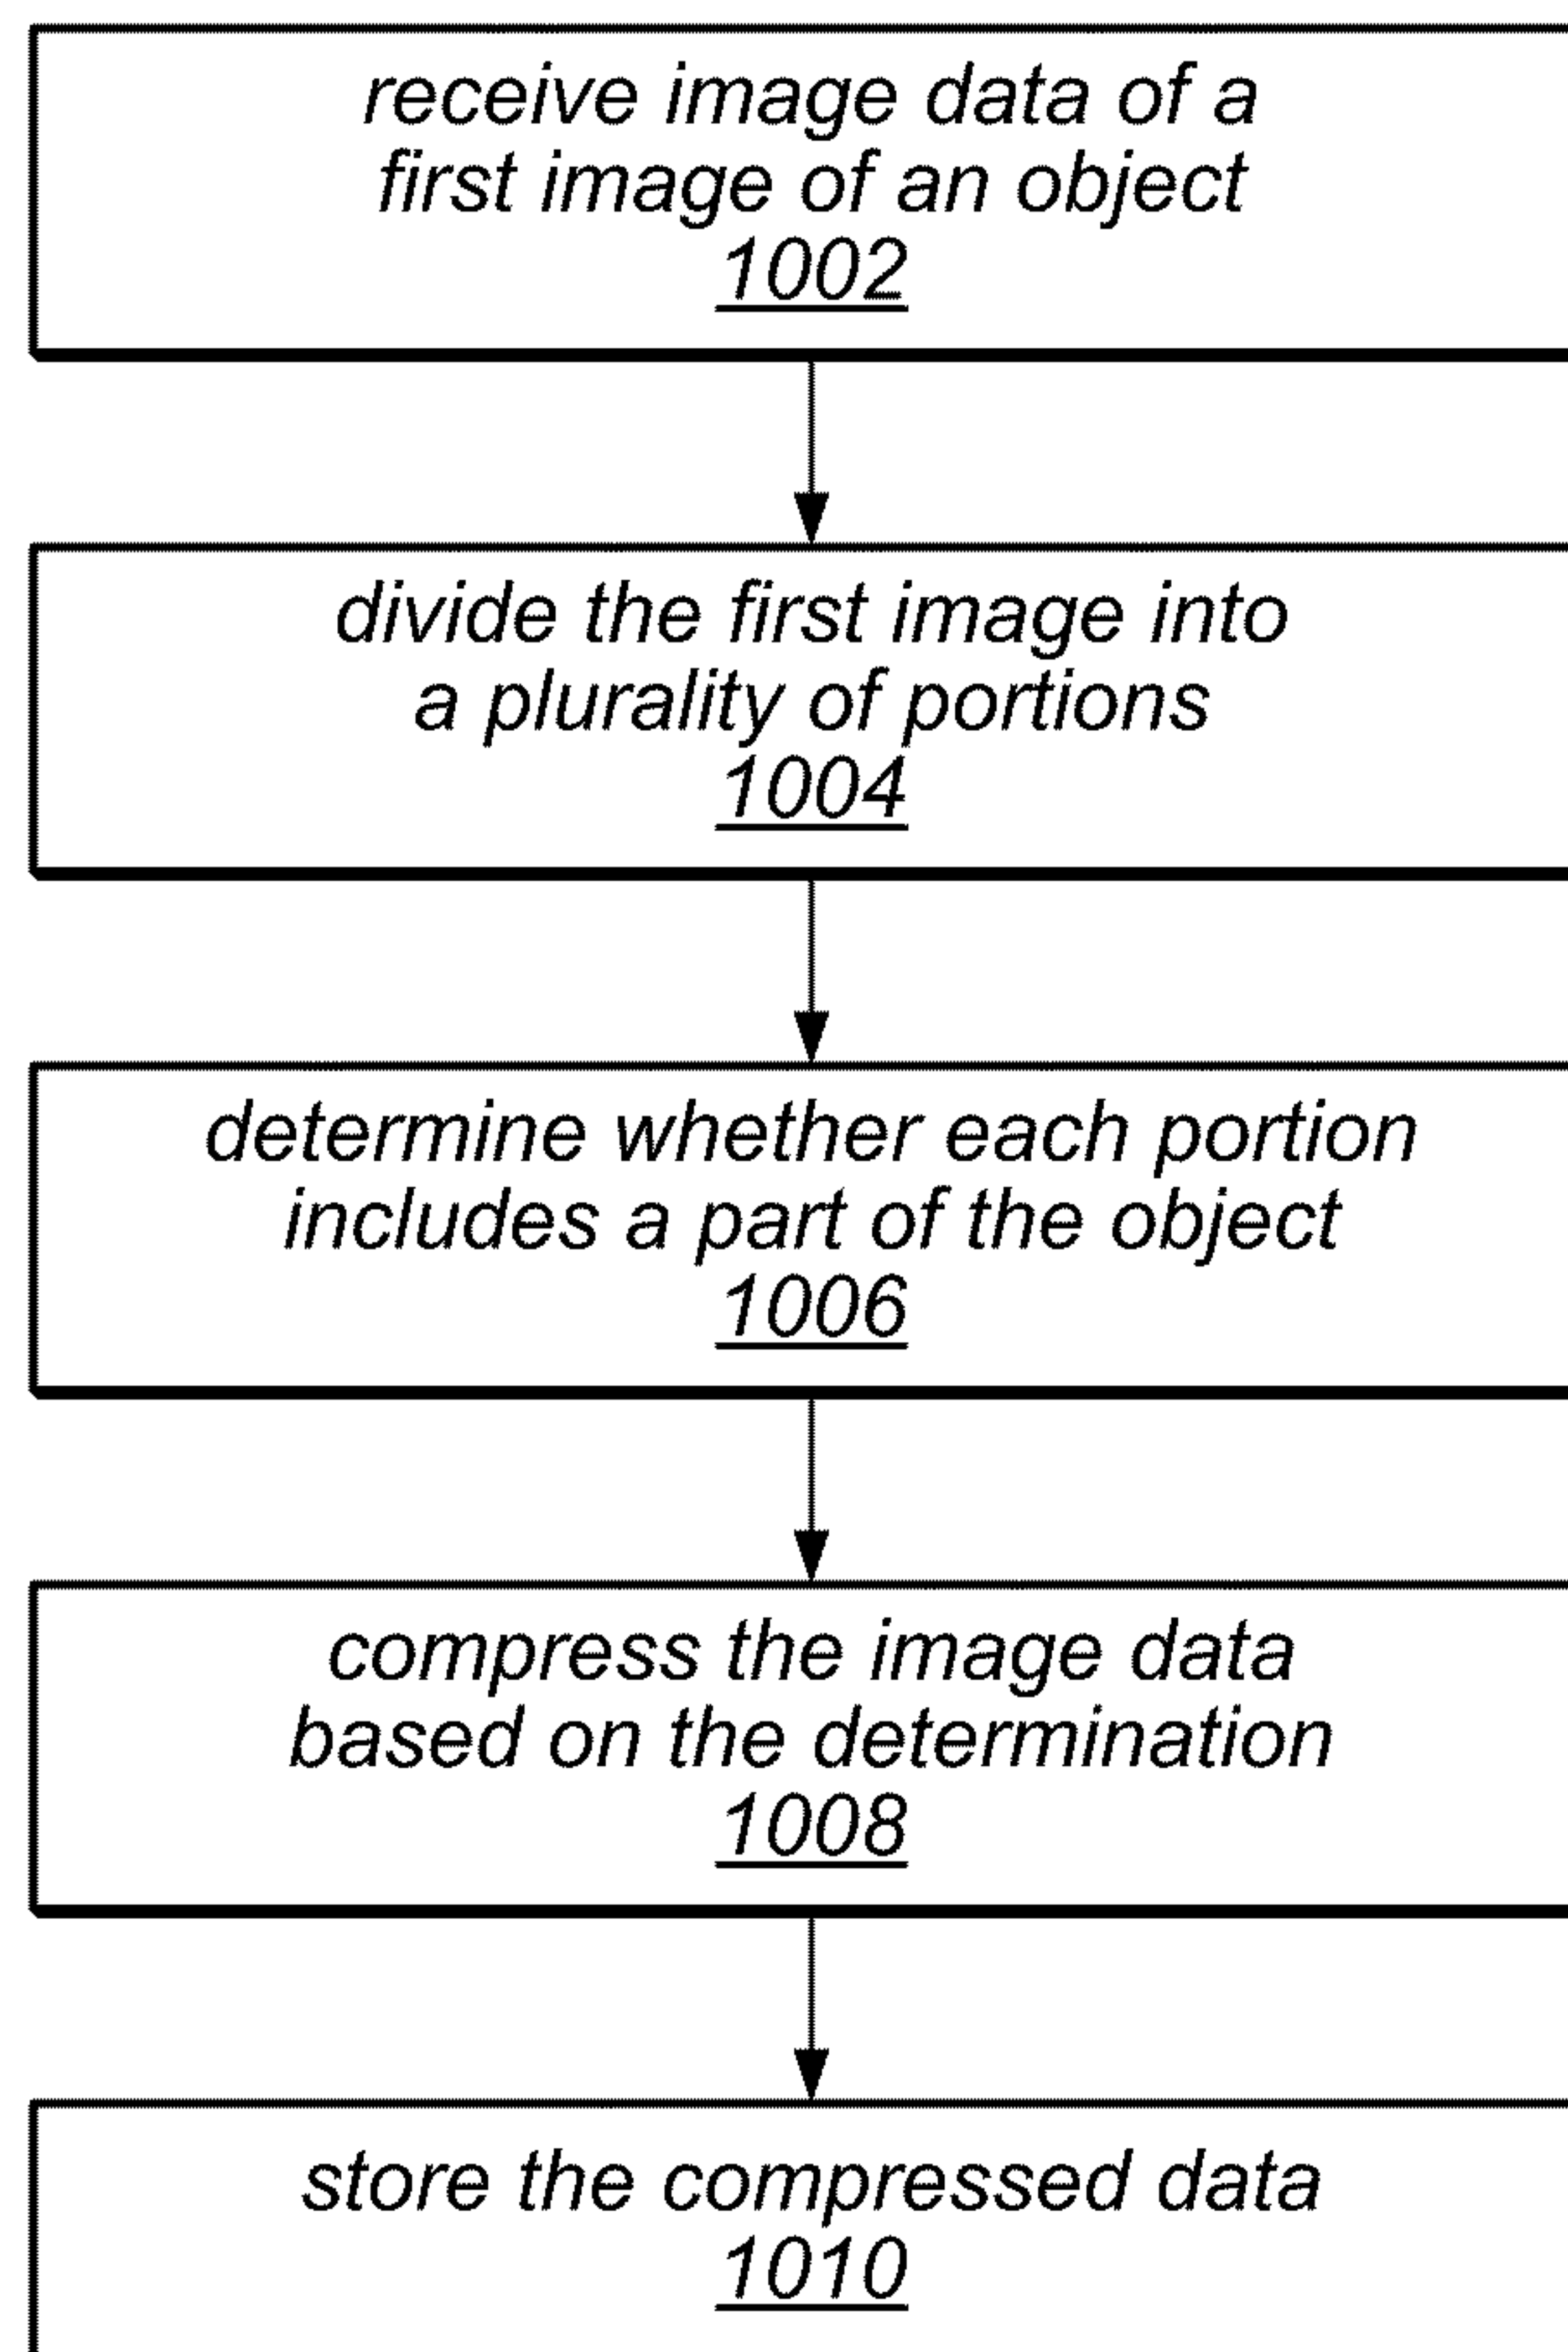 receive image data of a
first image of an object
1002
divide the first image into
a plurality of portions
1004
determine whether each portion
includes a part of the object
1006
compress the image data
based on the determination
1008
store the compressed data
1010